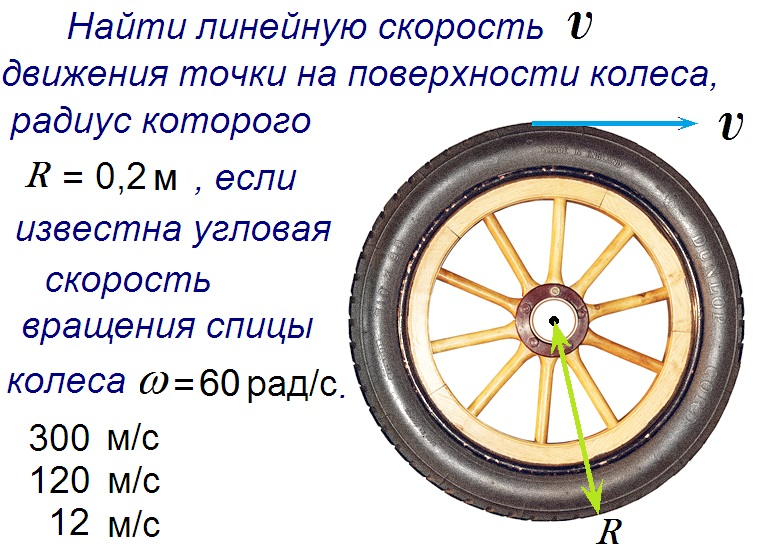 Найти линейную скорость v
движения точки на поверхности колеса,
радиус которого
v
R = 0,2 м , если
известна угловая
скорость
вращения спицы
колеса ω = 60 рад/с.
300 м/с
120 м/с
12 м/с
R
DUNLOP